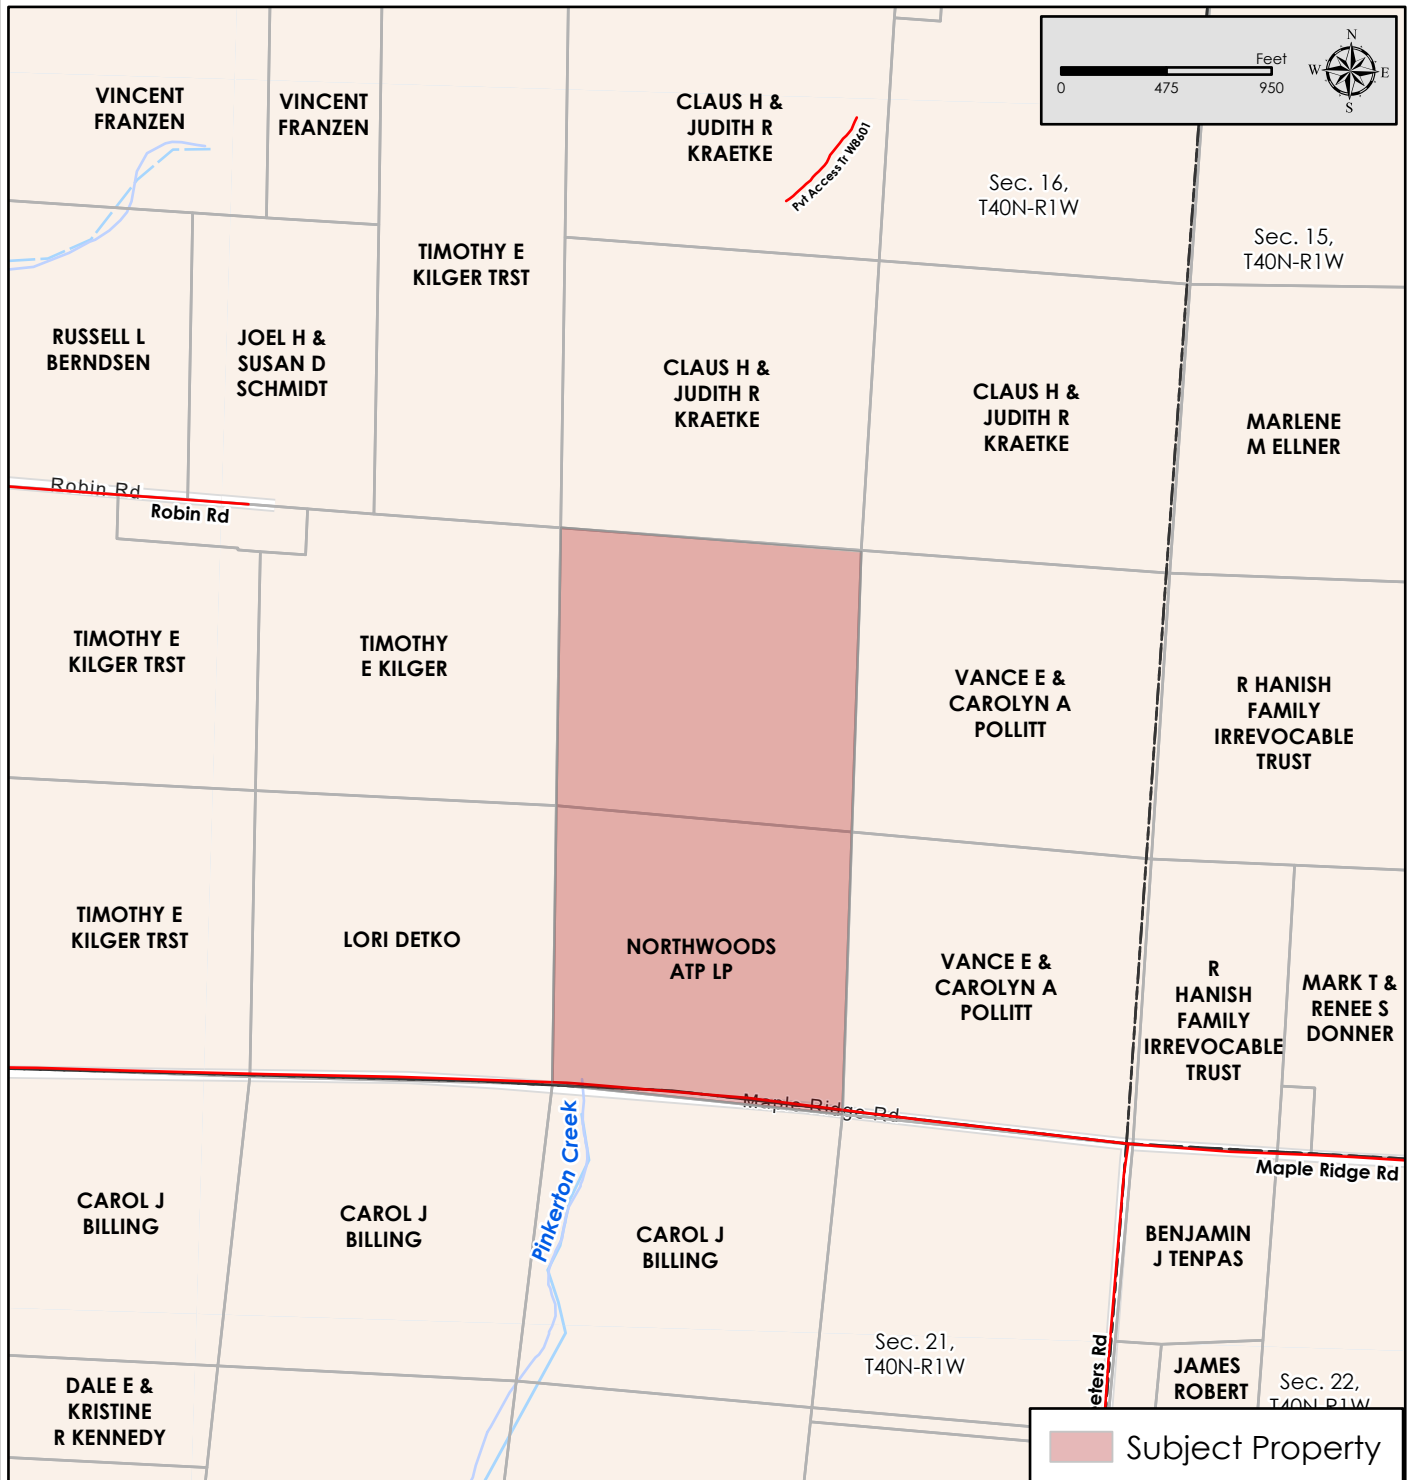 Feet
0 475 950
N
W E
S
VINCENT
FRANZEN
VINCENT
FRANZEN
CLAUS H &
JUDITH R
KRAETKE
Pvt Access Tr W8601
Sec. 16,
T40N-R1W
Sec. 15,
T40N-R1W
TIMOTHY E
KILGER TRST
RUSSELL L
BERNDSEN
JOEL H &
SUSAN D
SCHMIDT
CLAUS H &
JUDITH R
KRAETKE
CLAUS H &
JUDITH R
KRAETKE
MARLENE
M ELLNER
Robin Rd
Robin Rd
TIMOTHY E
KILGER TRST
TIMOTHY
E KILGER
VANCE E &
CAROLYN A
POLLITT
R HANISH
FAMILY
IRREVOCABLE
TRUST
TIMOTHY E
KILGER TRST
LORI DETKO
NORTHWOODS
ATP LP
VANCE E &
CAROLYN A
POLLITT
R
HANISH
FAMILY
IRREVOCABLE
TRUST
MARK T &
RENEE S
DONNER
Maple Ridge Rd
Maple Ridge Rd
Pinkerton Creek
CAROL J
BILLING
CAROL J
BILLING
CAROL J
BILLING
BENJAMIN
J TENPAS
Sec. 21,
T40N-R1W
eters Rd
JAMES
ROBERT
Sec. 22,
T40N-R1W
DALE E &
KRISTINE
R KENNEDY
Subject Property